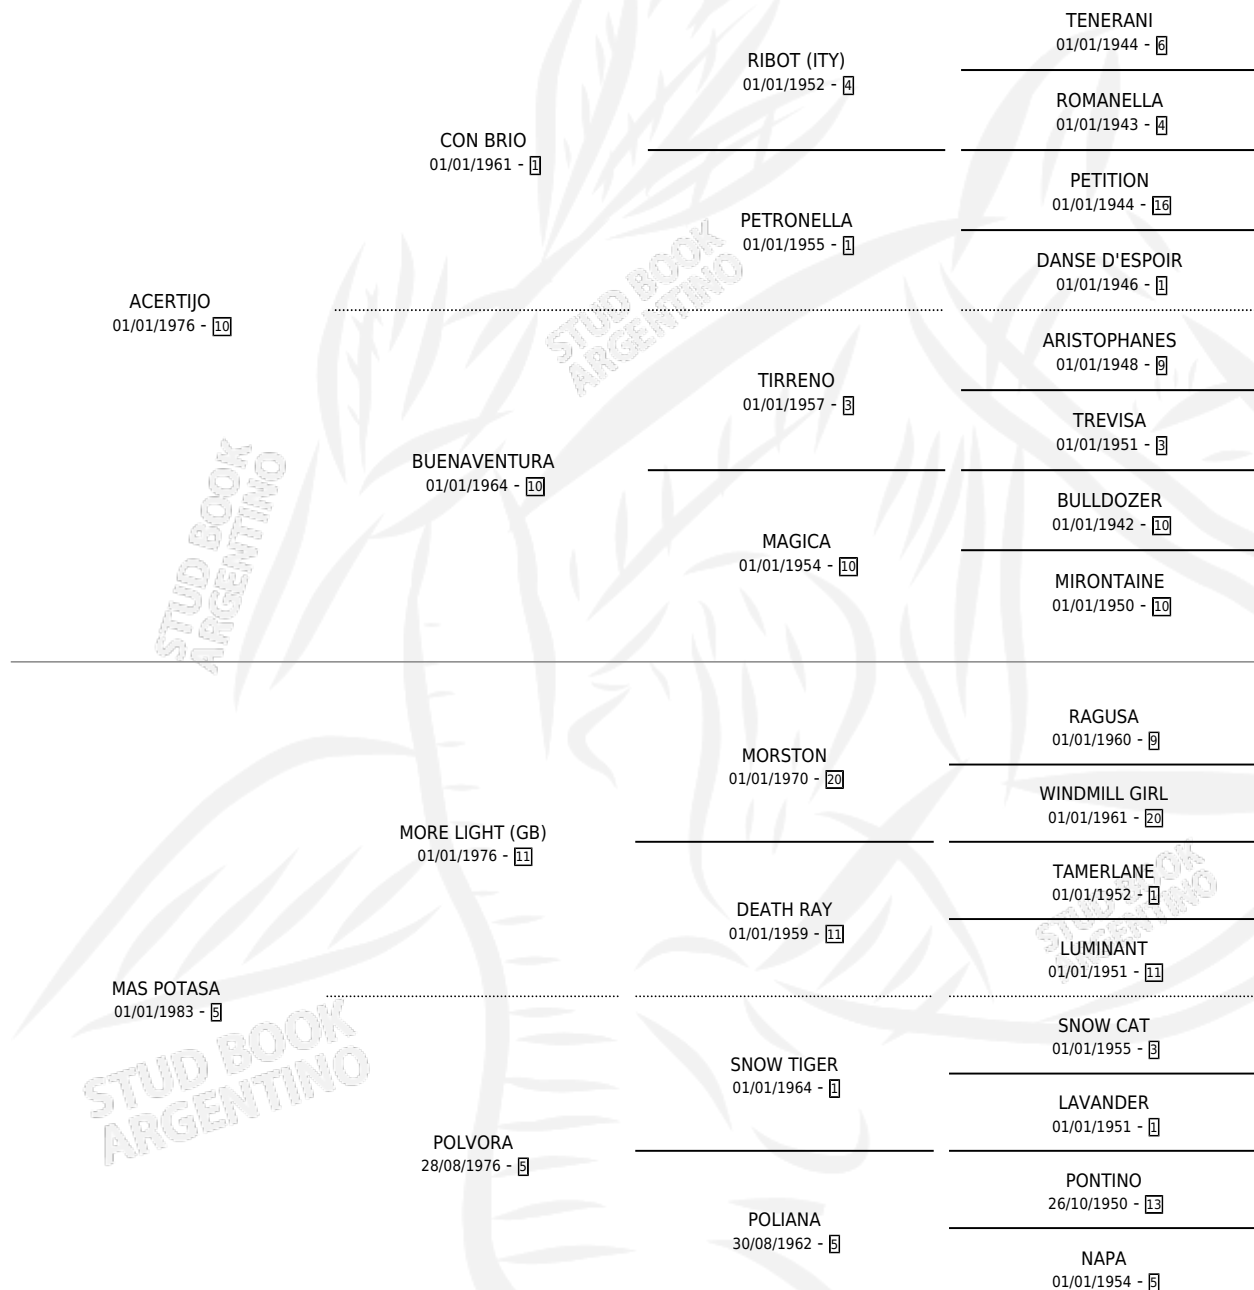 TENERANI
01/01/1944 - 6
RIBOT (ITY)
01/01/1952 - 4
ROMANELLA
01/01/1943 - 4
CON BRIO
01/01/1961 - 1
PETITION
01/01/1944 - 16
PETRONELLA
01/01/1955 - 1
DANSE D'ESPOIR
01/01/1946 - 1
ACERTIJO
01/01/1976 - 10
STUD BOOK
ARGENTINO
ARISTOPHANES
01/01/1948 - 9
TIRRENO
01/01/1957 - 3
TREVISA
01/01/1951 - 3
BUENAVENTURA
01/01/1964 - 10
BULLDOZER
01/01/1942 - 10
MAGICA
01/01/1954 - 10
MIRONTAINE
01/01/1950 - 10
STUD BOOK
ARGENTINO
RAGUSA
01/01/1960 - 9
MORSTON
01/01/1970 - 20
WINDMILL GIRL
01/01/1961 - 20
MORE LIGHT (GB)
01/01/1976 - 11
TAMERLANE
01/01/1952 - 1
DEATH RAY
01/01/1959 - 11
STUD BOOK
ARGENTINO
LUMINANT
01/01/1951 - 11
MAS POTASA
01/01/1983 - 5
STUD BOOK
ARGENTINO
SNOW CAT
01/01/1955 - 3
SNOW TIGER
01/01/1964 - 1
LAVANDER
01/01/1951 - 1
POLVORA
28/08/1976 - 5
PONTINO
26/10/1950 - 13
POLIANA
30/08/1962 - 5
NAPA
01/01/1954 - 5